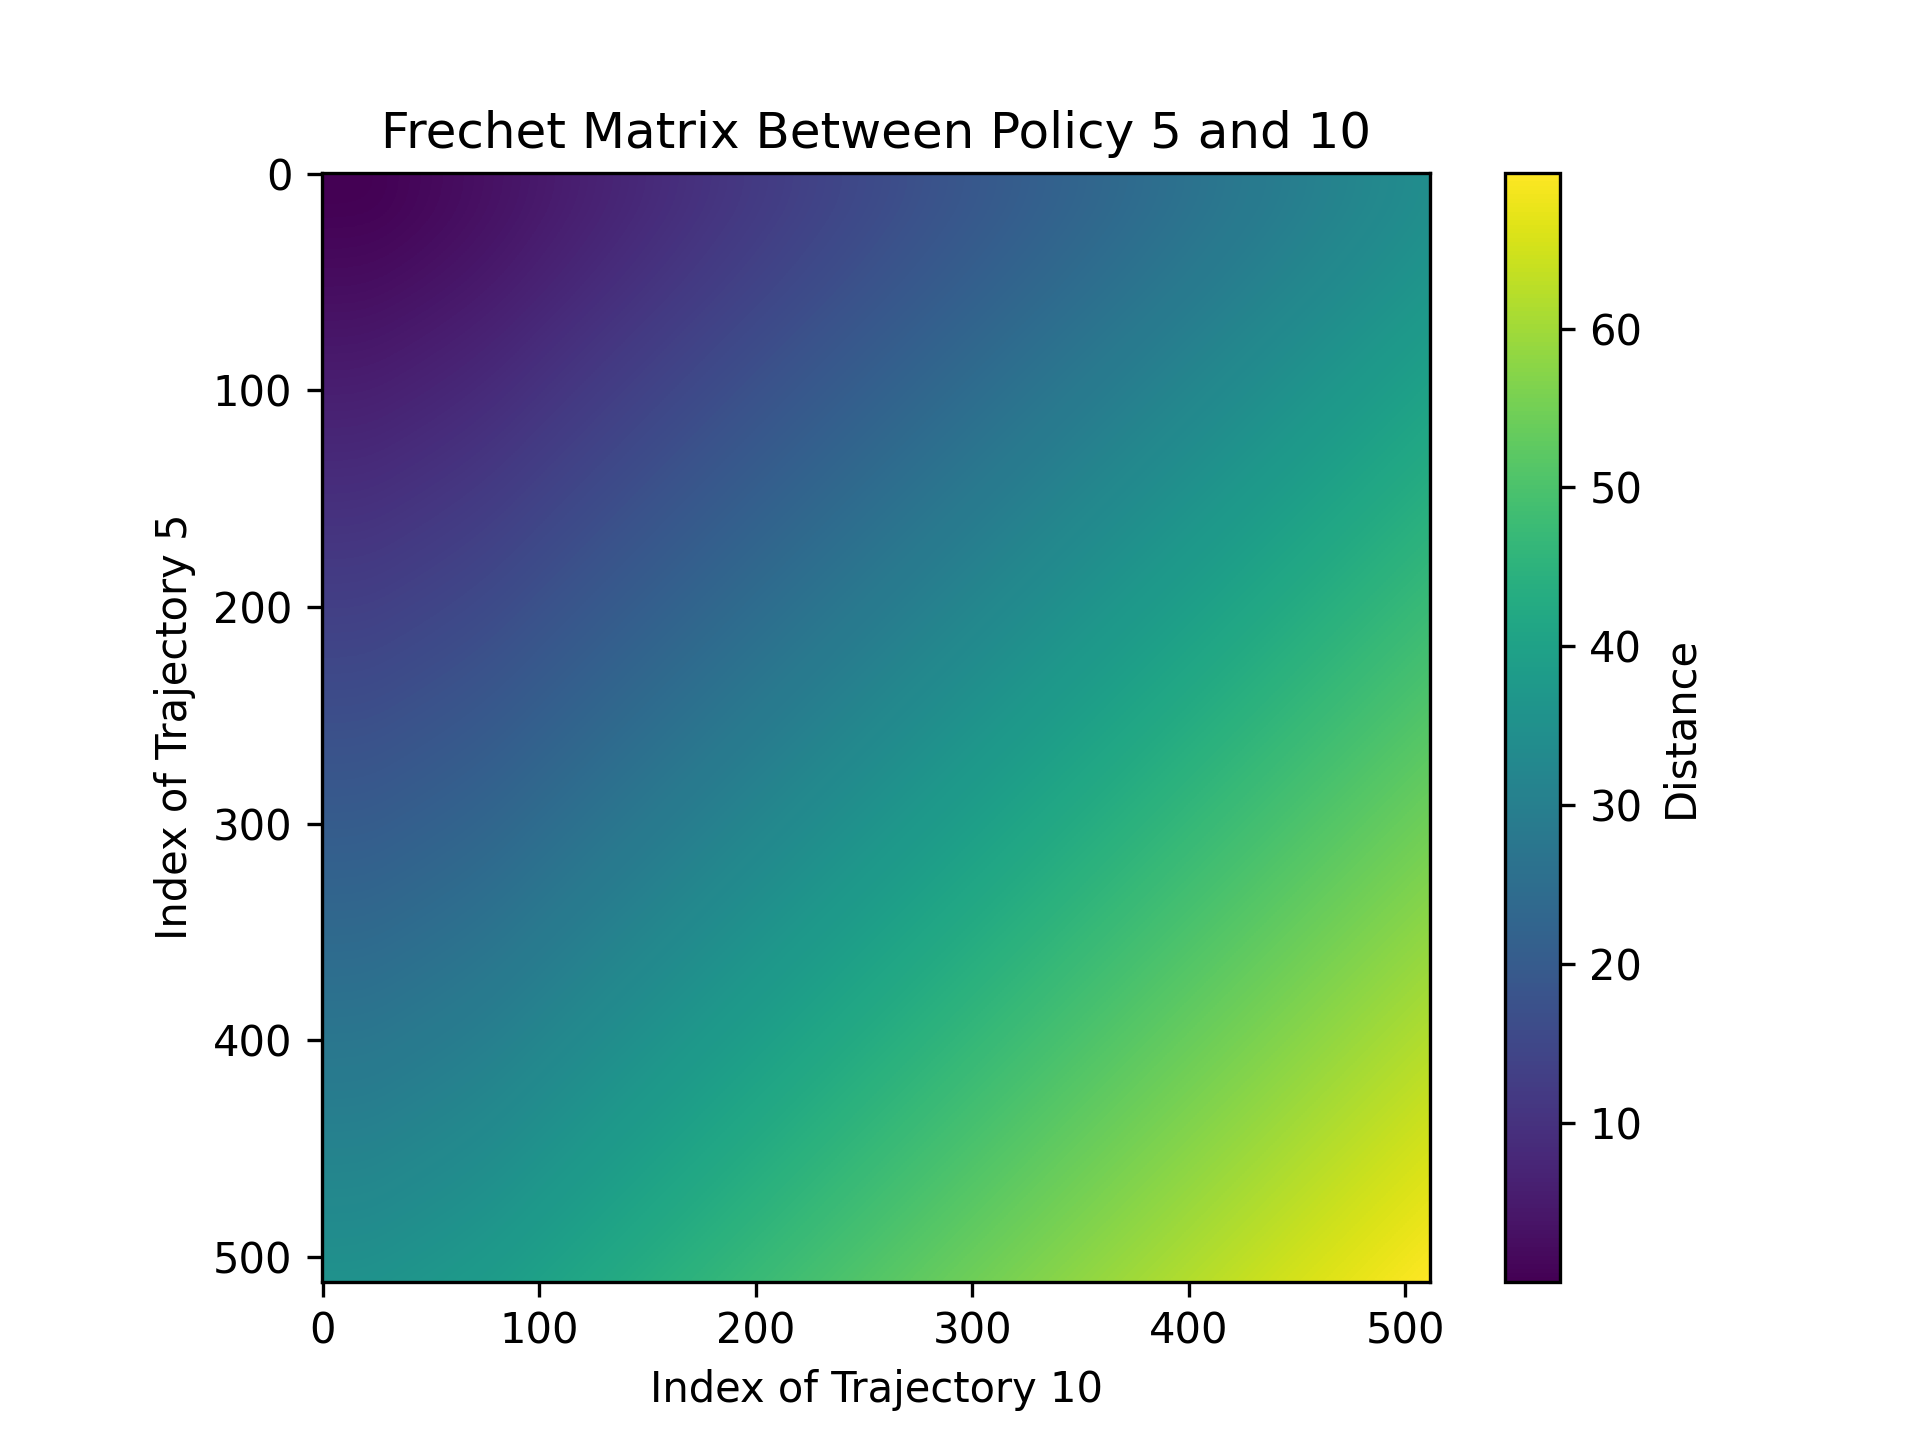 Frechet Matrix Between Policy 5 and 10
0
100
200
300
400
500
Index of Trajectory 5
0 100 200 300 400 500
Index of Trajectory 10
60
50
40
30
20
10
Distance